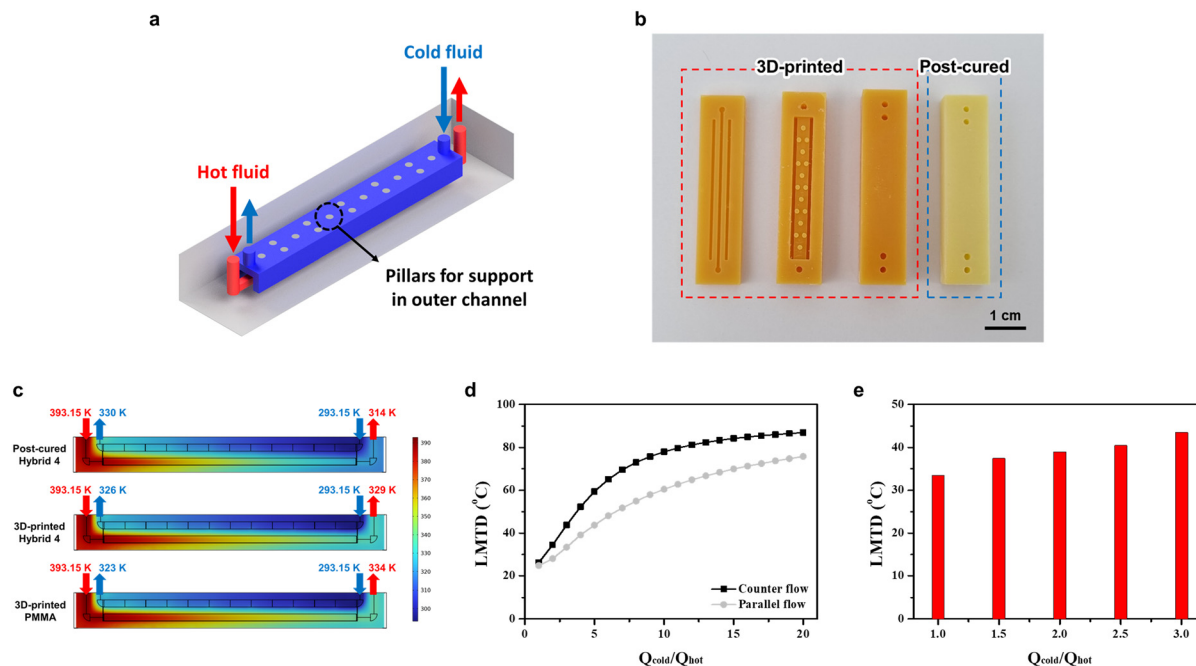 a
Cold fluid
Hot fluid
Pillars for support
in outer channel
b
3D-printed
Post-cured
1 cm
c
393.15 K
330 K
293.15 K
314 K
Post-cured
Hybrid 4
393.15 K
326 K
293.15 K
329 K
3D-printed
Hybrid 4
393.15 K
323 K
293.15 K
334 K
3D-printed
PMMA
390
380
370
360
350
340
330
320
310
300
d
100
80
60
40
20
0
LMTD (°C)
Counter flow
Parallel flow
0
5
10
15
20
Qcold/Qhot
e
50
40
30
20
10
0
LMTD (°C)
1.0
1.5
2.0
2.5
3.0
Qcold/Qhot